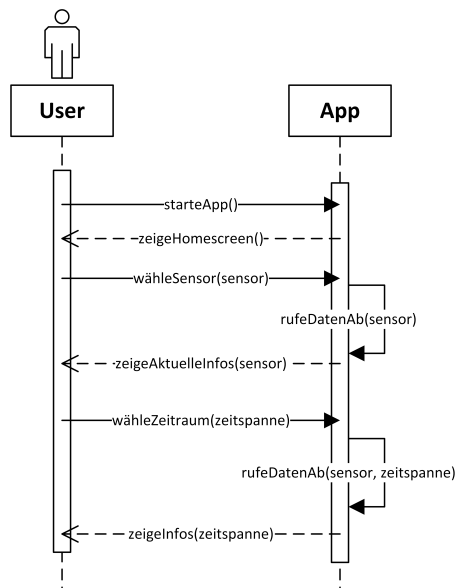 User
App
starteApp()
zeigeHomescreen()
wähleSensor(sensor)
rufeDatenAb(sensor)
zeigeAktuelleInfos(sensor)
wähleZeitraum(zeitspanne)
rufeDatenAb(sensor, zeitspanne)
zeigeInfos(zeitspanne)